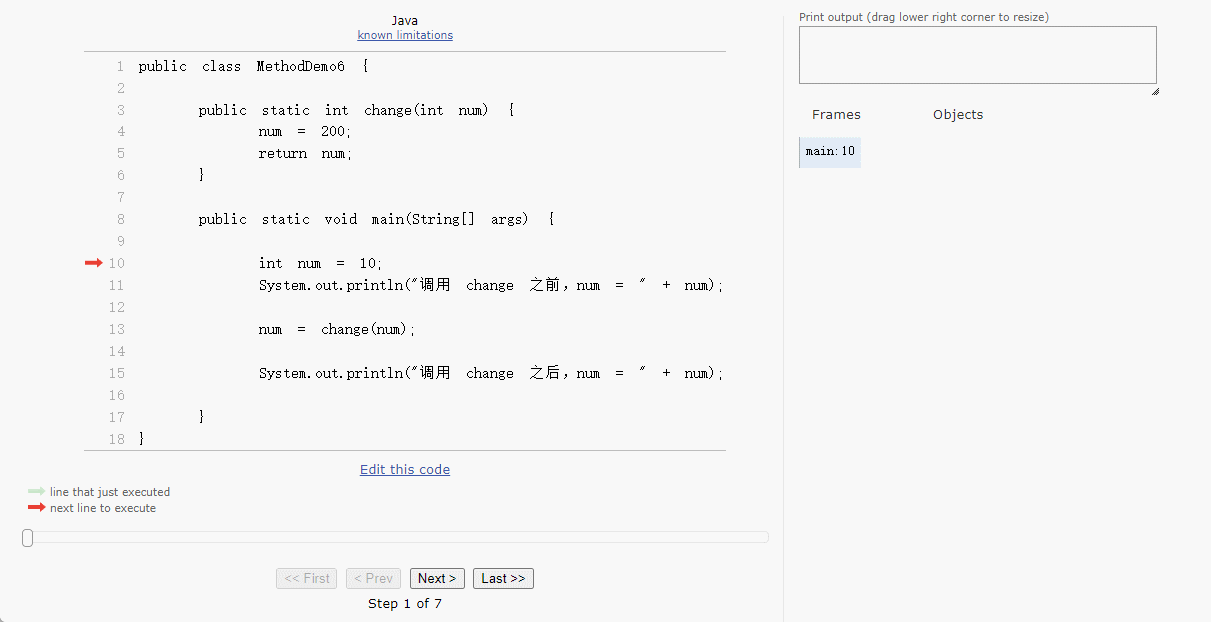 Java
known limitations
1 public class MethodDemo6 {
2
3 public static int change(int num) {
4 num = 200;
5 return num;
6 }
7
8 public static void main(String[] args) {
9
10 int num = 10;
11 System.out.println("调用 change 之前，num = " + num);
12
13 num = change(num);
14
15 System.out.println("调用 change 之后，num = " + num);
16
17 }
18 }
Edit this code
line that just executed
next line to execute
<< First < Prev Next > Last >>
Step 1 of 7
Print output (drag lower right corner to resize)
Frames Objects
main:10